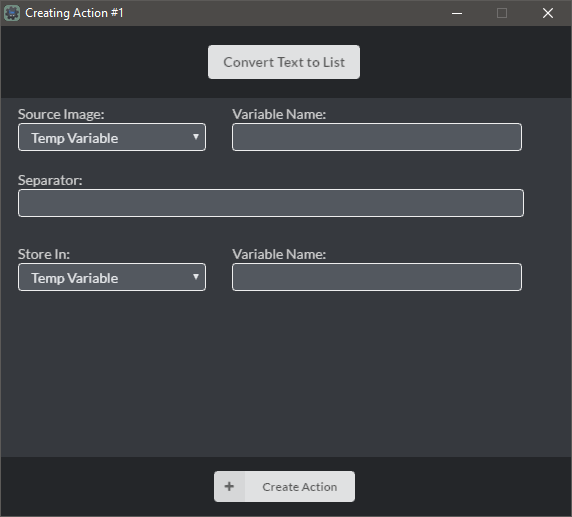 Creating Action #1
Convert Text to List
Source Image: Variable Name:
Temp Variable
Separator:
Store In: Variable Name:
Temp Variable
+ Create Action